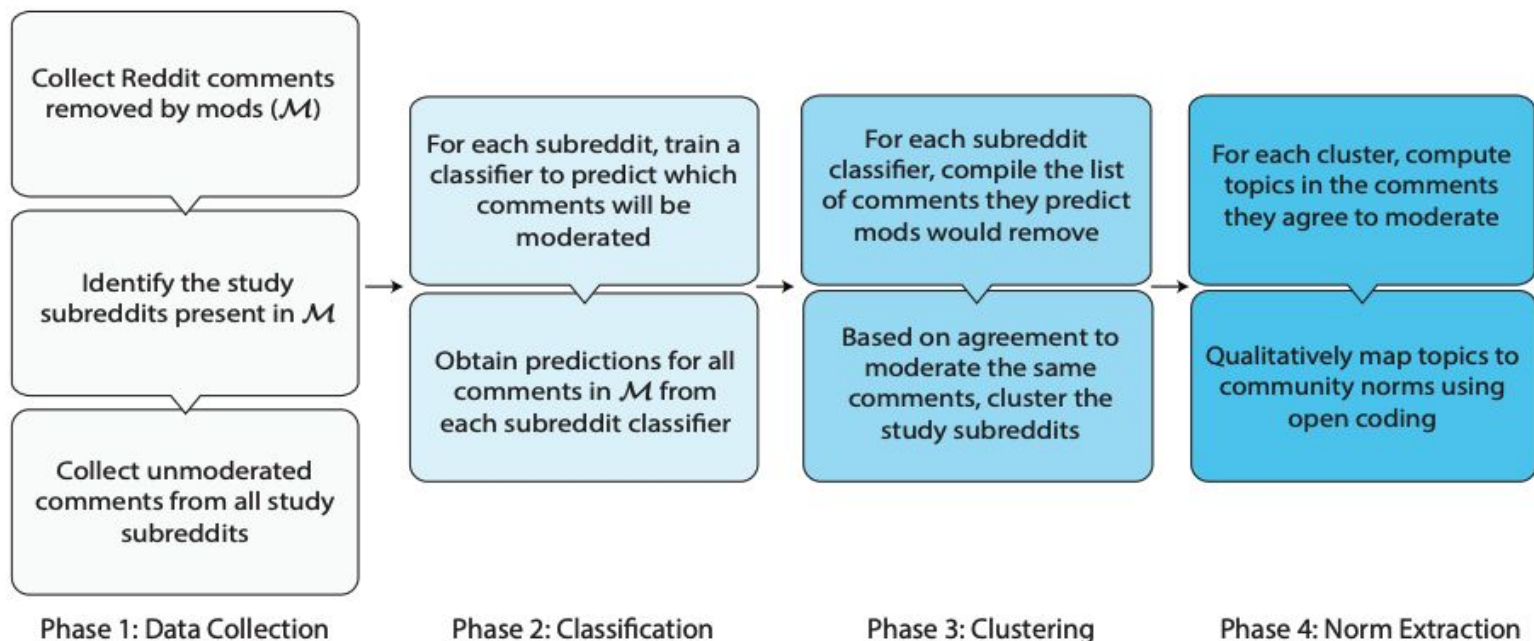 Collect Reddit comments
removed by mods (ℳ)
Identify the study
subreddits present in ℳ
Collect unmoderated
comments from all study
subreddits
Phase 1: Data Collection
For each subreddit, train a
classifier to predict which
comments will be
moderated
Obtain predictions for all
comments in ℳ from
each subreddit classifier
Phase 2: Classification
For each subreddit
classifier, compile the list
of comments they predict
mods would remove
Based on agreement to
moderate the same
comments, cluster the
study subreddits
Phase 3: Clustering
For each cluster, compute
topics in the comments
they agree to moderate
Qualitatively map topics to
community norms using
open coding
Phase 4: Norm Extraction